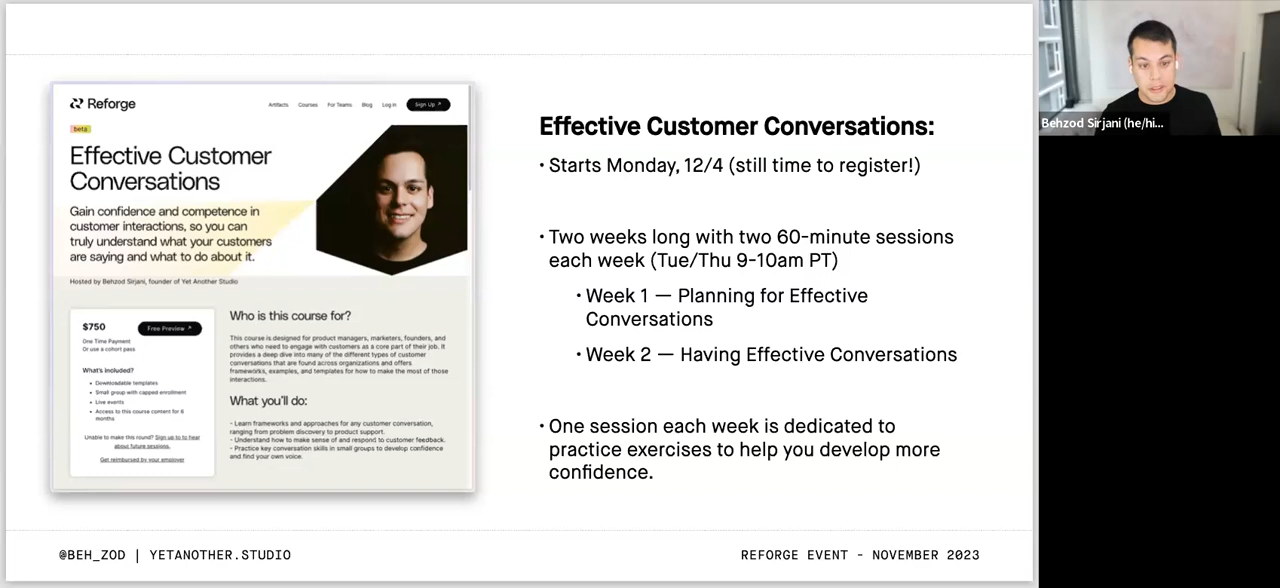 Reforge
Artifacts Courses For Teams Blog Log In Sign Up ↗
beta
Effective Customer
Conversations
Gain confidence and competence in
customer interactions, so you can
truly understand what your customers
are saying and what to do about it.
Hosted by Behzod Sirjani, founder of Yet Another Studio
$750
Free Preview ↗
One Time Payment
Or use a cohort pass
What's included?
• Downloadable templates
• Small group with capped enrollment
• Live events
• Access to this course content for 6
months
Unable to make this round? Sign up to to hear
about future sessions.
Get reimbursed by your employer
Who is this course for?
This course is designed for product managers, marketers, founders, and
others who need to engage with customers as a core part of their job. It
provides a deep dive into many of the different types of customer
conversations that are found across organizations and offers
frameworks, examples, and templates for how to make the most of those
interactions.
What you'll do:
- Learn frameworks and approaches for any customer conversation,
ranging from problem discovery to product support.
- Understand how to make sense of and respond to customer feedback.
- Practice key conversation skills in small groups to develop confidence
and find your own voice.
Effective Customer Conversations:
• Starts Monday, 12/4 (still time to register!)
• Two weeks long with two 60-minute sessions
each week (Tue/Thu 9-10am PT)
• Week 1 — Planning for Effective
Conversations
• Week 2 — Having Effective Conversations
• One session each week is dedicated to
practice exercises to help you develop more
confidence.
@BEH_ZOD | YETANOTHER.STUDIO
REFORGE EVENT - NOVEMBER 2023
Behzod Sirjani (he/hi...